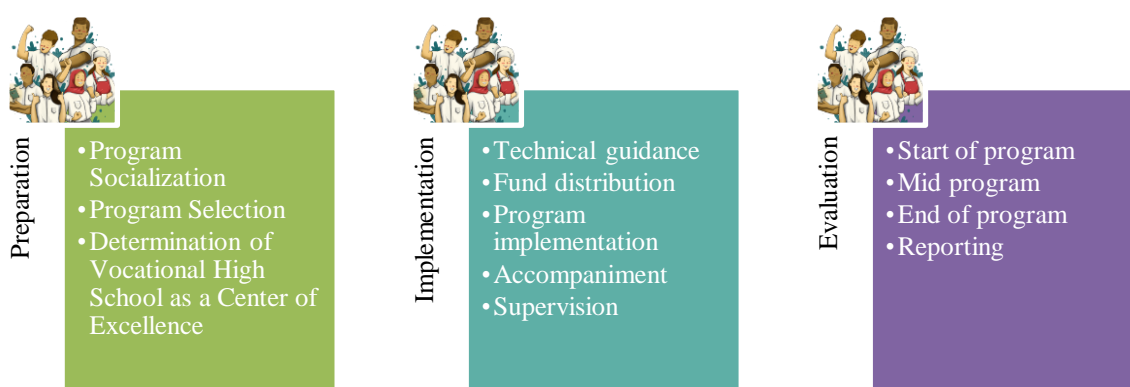 Preparation
•Program
Socialization
•Program Selection
•Determination of
Vocational High
School as a Center of
Excellence
Implementation
•Technical guidance
•Fund distribution
•Program
implementation
•Accompaniment
•Supervision
Evaluation
•Start of program
•Mid program
•End of program
•Reporting